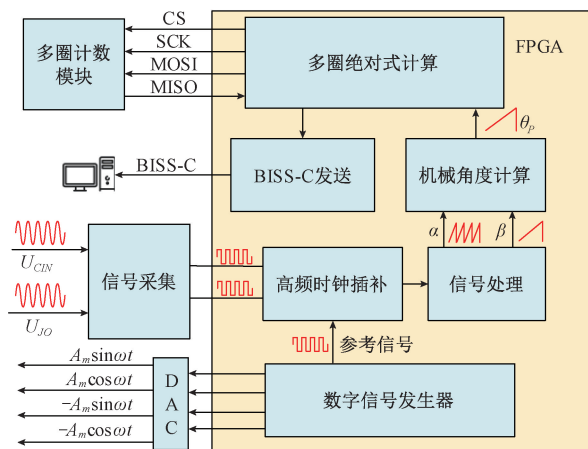 CS
SCK
MOSI
MISO
多圈计数
模块
多圈绝对式计算
FPGA
θP
BISS-C
BISS-C发送
机械角度计算
α
β
UCIN
UJO
信号采集
高频时钟插补
信号处理
参考信号
Amsinωt
Amcosωt
−Amsinωt
−Amcosωt
D
A
C
数字信号发生器